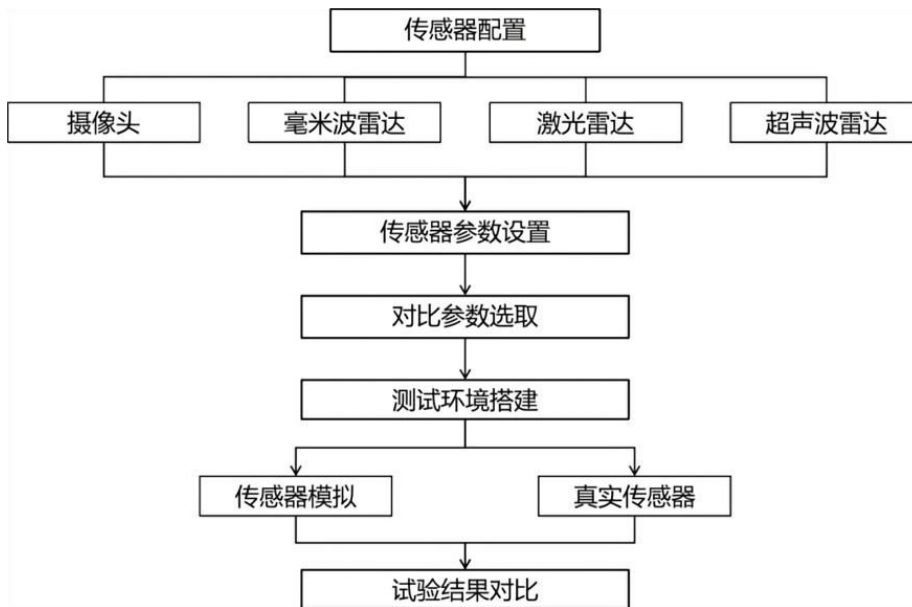 传感器配置
摄像头
毫米波雷达
激光雷达
超声波雷达
传感器参数设置
对比参数选取
测试环境搭建
传感器模拟
真实传感器
试验结果对比